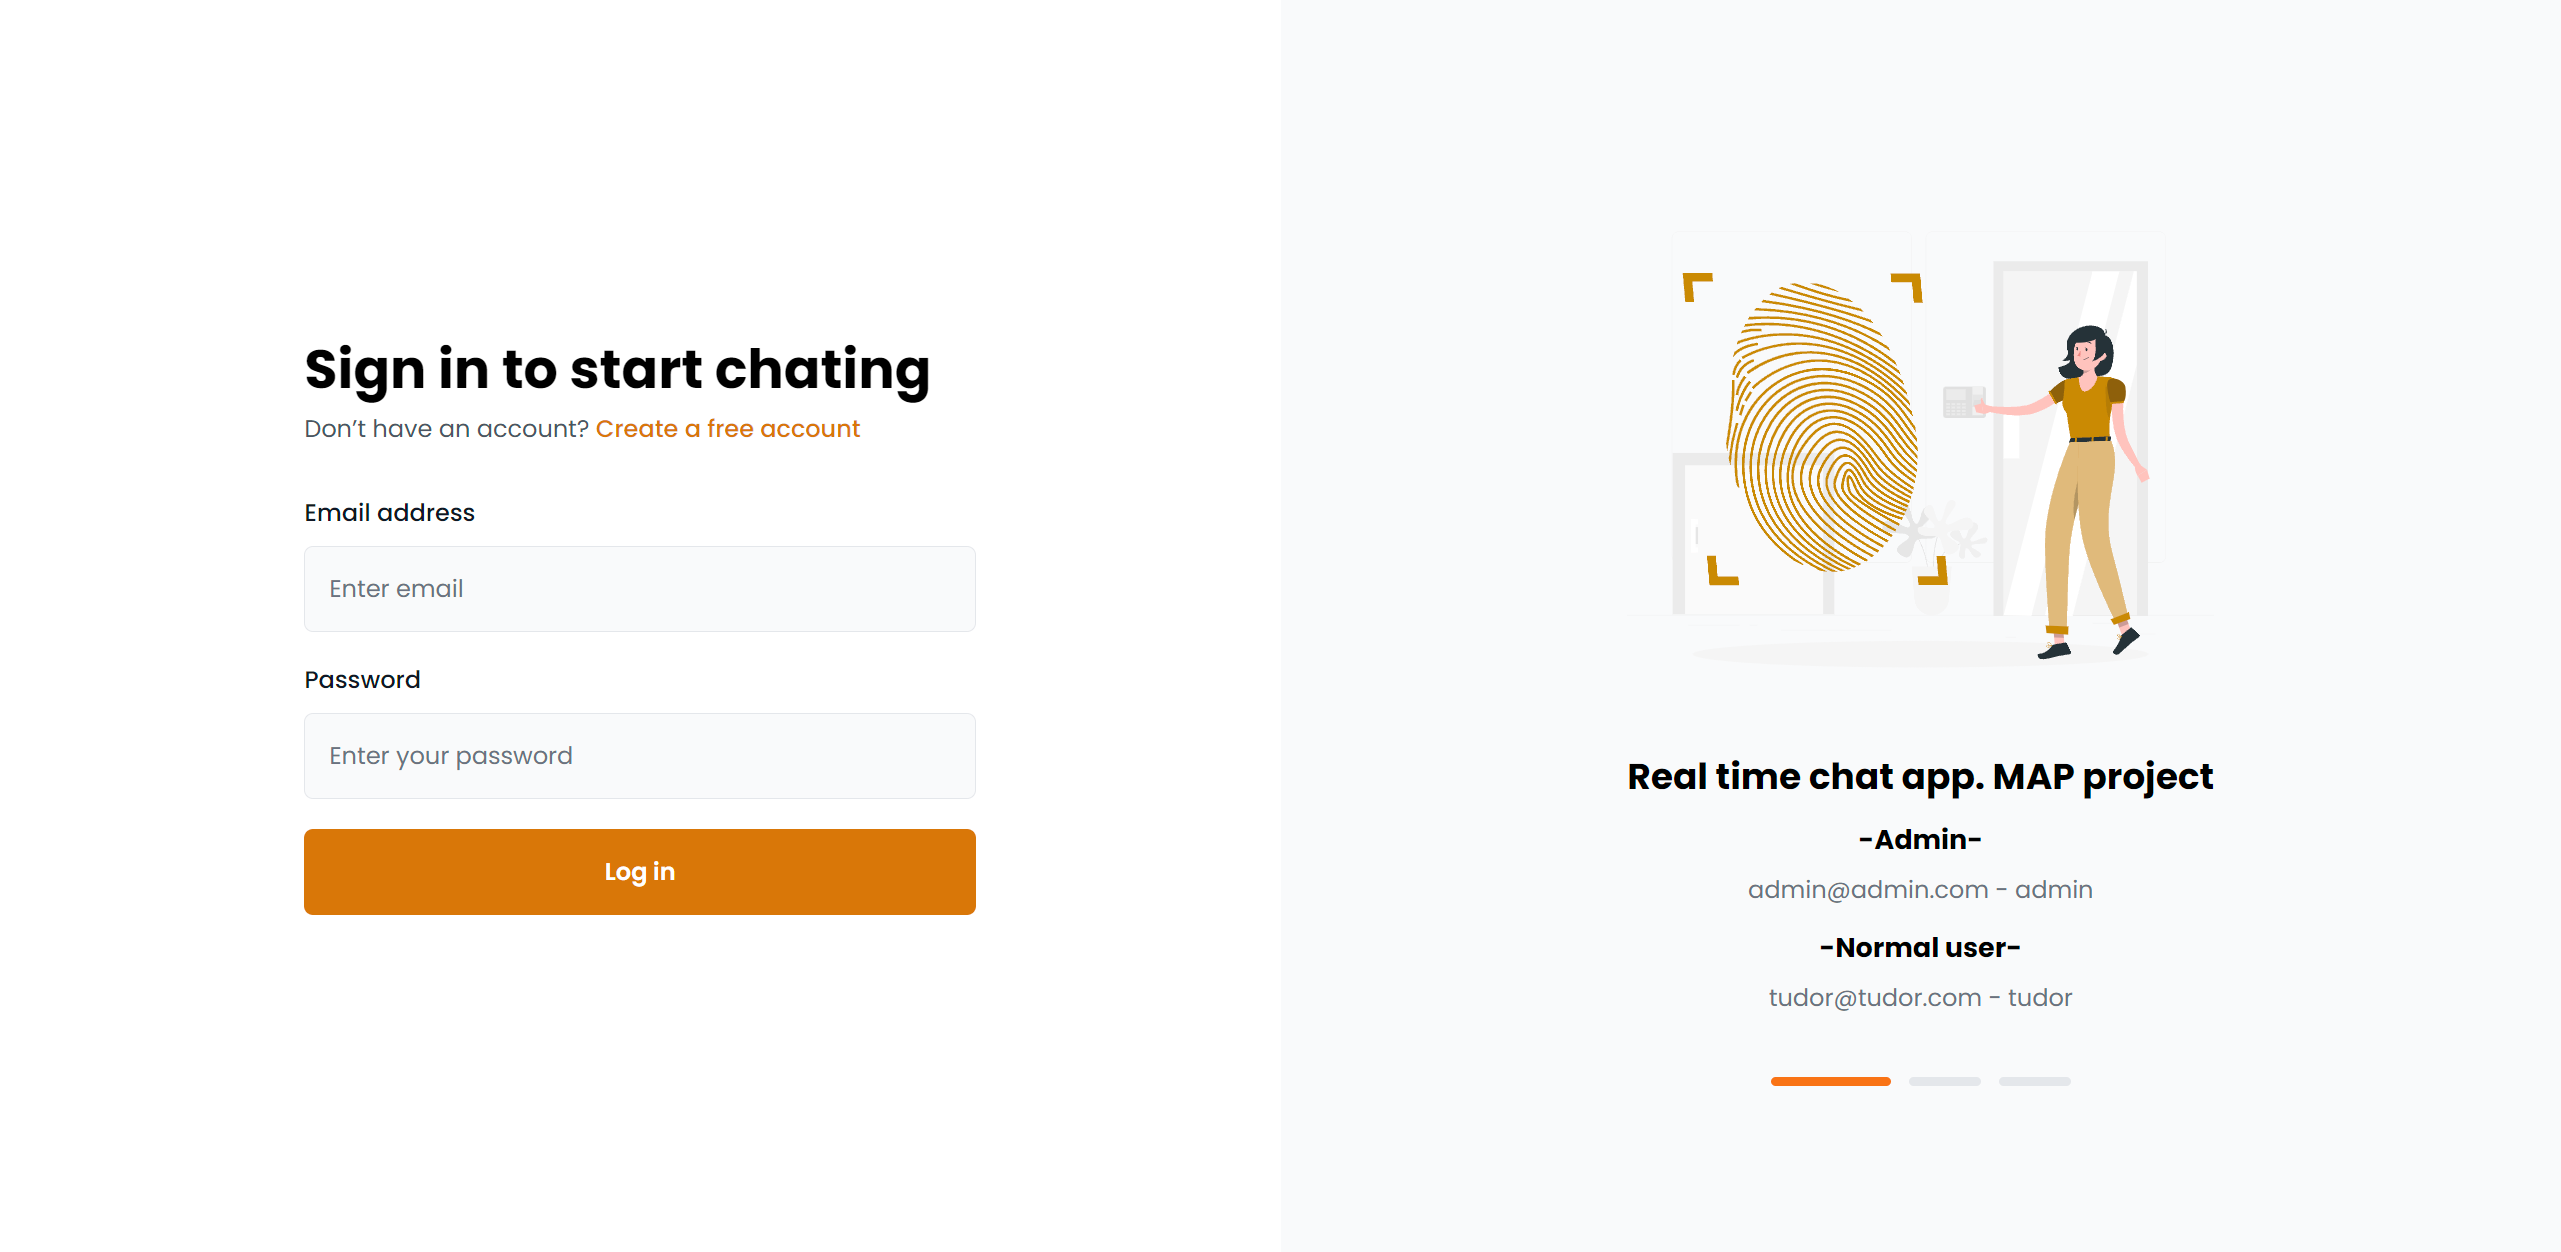 Sign in to start chating
Don’t have an account? Create a free account
Email address
Enter email
Password
Enter your password
Log in
Real time chat app. MAP project
-Admin-
admin@admin.com - admin
-Normal user-
tudor@tudor.com - tudor